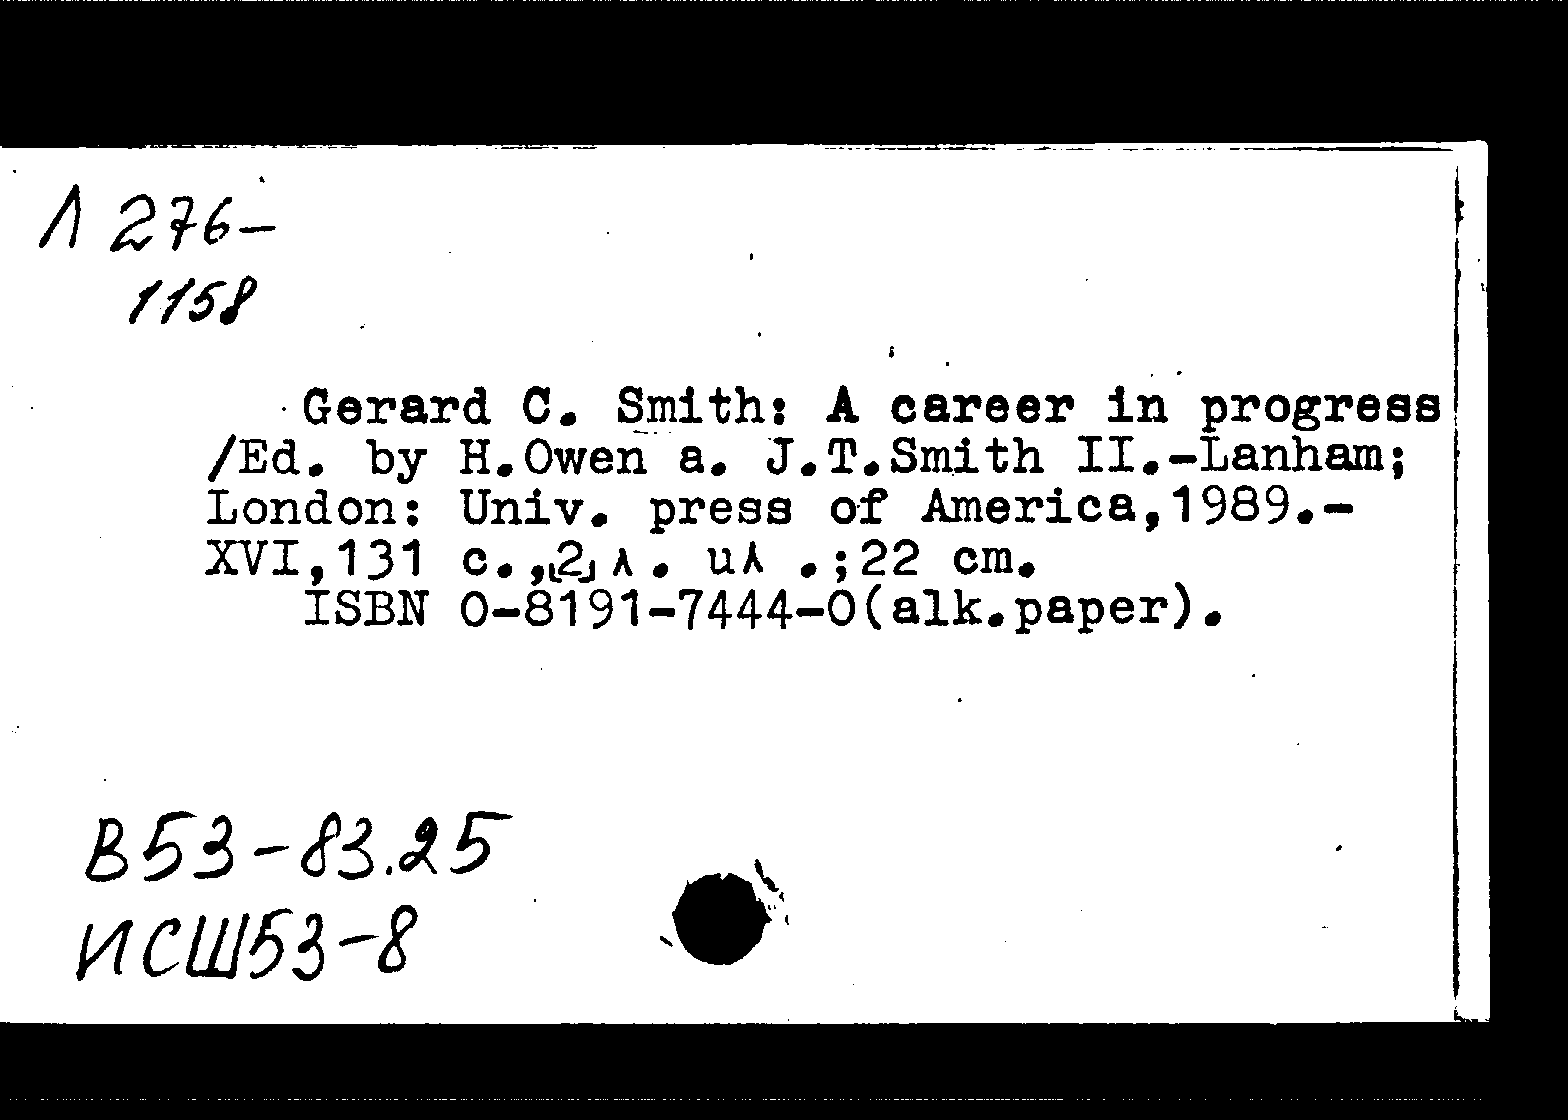 Л 276-
1158
Gerard C. Smith: A career in progress
/Ed. by H.Owen a. J.T.Smith II.-Lanham;
London: Univ. press of America,1989.-
XVI,131 c.,[2] л. ил .;22 cm.
ISBN 0-8191-7444-0(alk.paper).
В53-83.25
ИСШ53-8